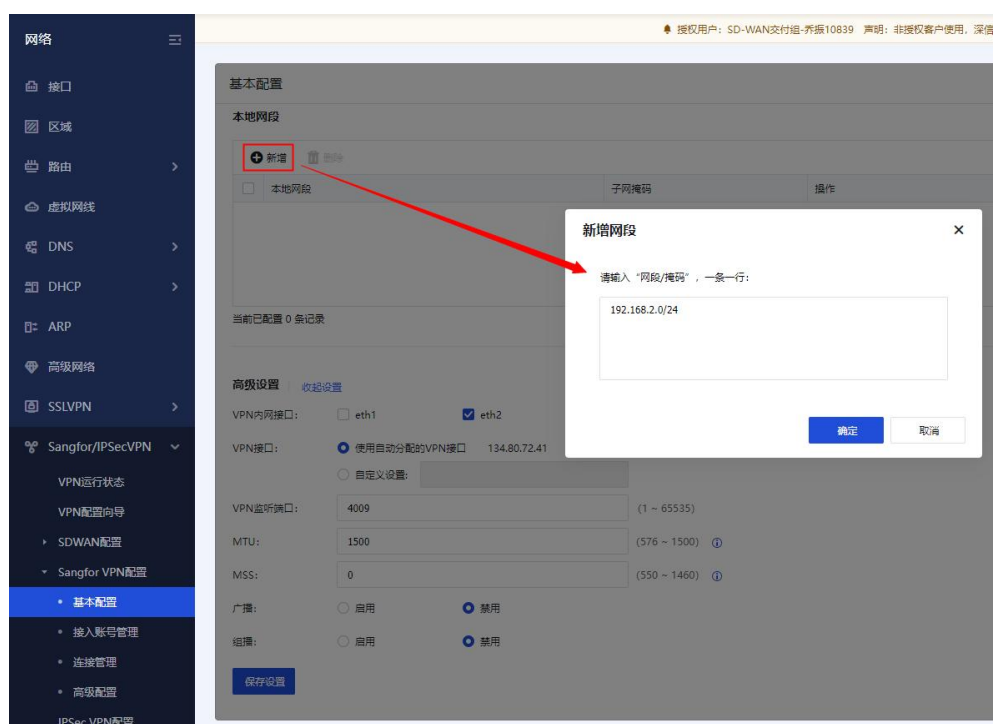 网络
授权用户：SD-WAN交付组-乔振10839 声明：非授权客户使用，深信
接口
区域
路由
虚拟网线
DNS
DHCP
ARP
高级网络
SSLVPN
Sangfor/IPSecVPN
VPN运行状态
VPN配置向导
SDWAN配置
Sangfor VPN配置
基本配置
接入账号管理
连接管理
高级配置
IPSec VPN配置
基本配置
本地网段
新增 删除
本地网段 子网掩码 操作
当前已配置 0 条记录
新增网段
请输入“网段/掩码”，一条一行：
192.168.2.0/24
确定 取消
高级设置 收起设置
VPN内网接口： eth1 eth2
VPN接口： 使用自动分配的VPN接口 134.80.72.41
自定义设置:
VPN监听端口： 4009 (1 ~ 65535)
MTU： 1500 (576 ~ 1500)
MSS： 0 (550 ~ 1460)
广播： 启用 禁用
组播： 启用 禁用
保存设置